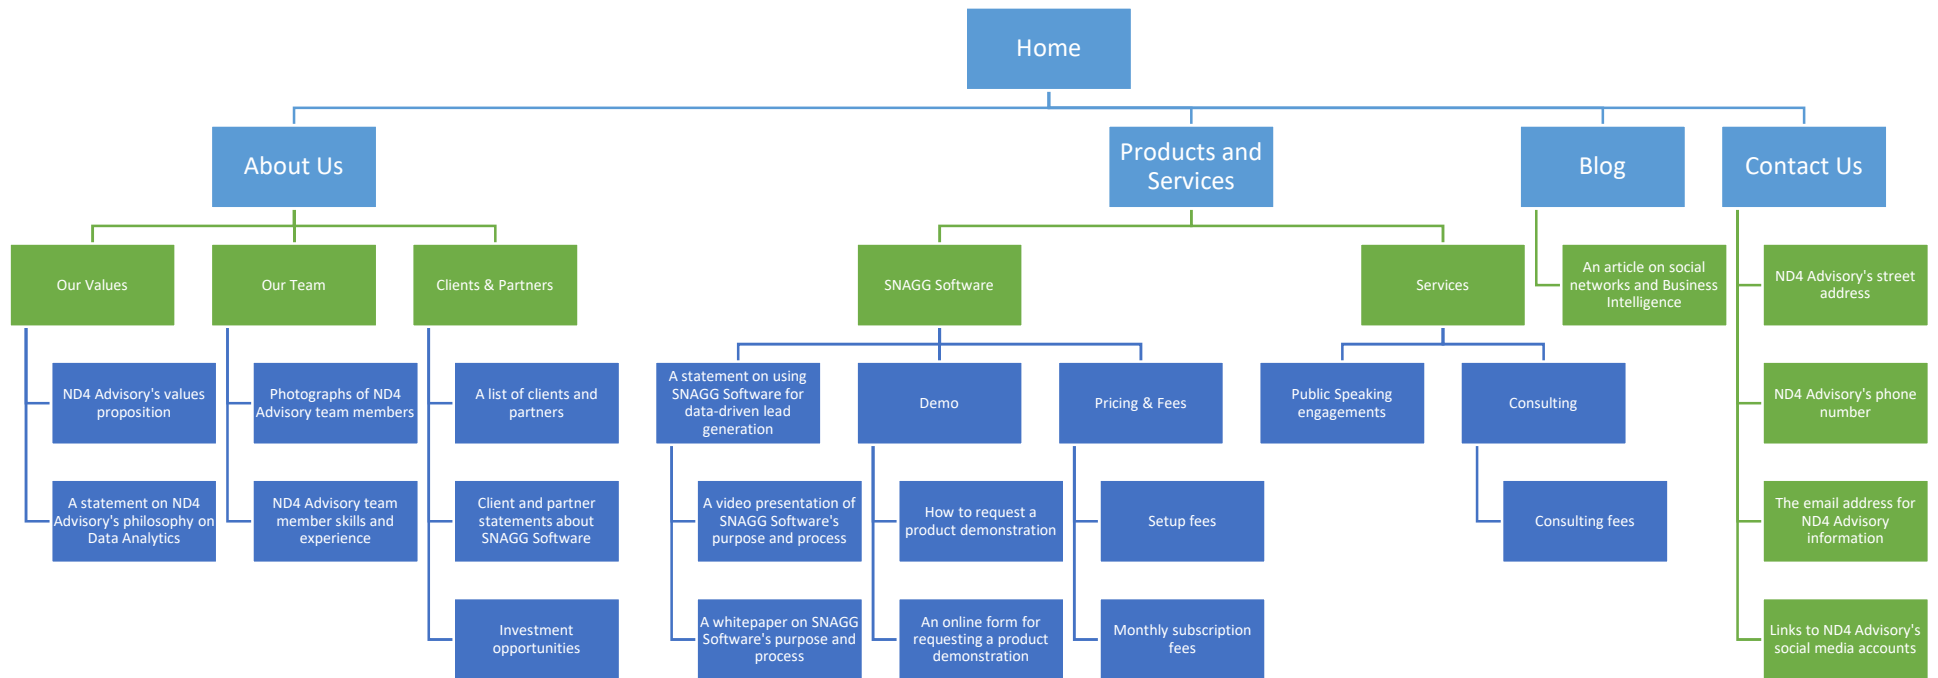 Home
About Us
Products and
Services
Blog
Contact Us
Our Values
Our Team
Clients & Partners
SNAGG Software
Services
An article on social
networks and Business
Intelligence
ND4 Advisory's street
address
ND4 Advisory's values
proposition
Photographs of ND4
Advisory team members
A list of clients and
partners
A statement on using
SNAGG Software for
data-driven lead
generation
Demo
Pricing & Fees
Public Speaking
engagements
Consulting
ND4 Advisory's phone
number
A statement on ND4
Advisory's philosophy on
Data Analytics
ND4 Advisory team
member skills and
experience
Client and partner
statements about
SNAGG Software
A video presentation of
SNAGG Software's
purpose and process
How to request a
product demonstration
Setup fees
Consulting fees
The email address for
ND4 Advisory
information
Investment
opportunities
A whitepaper on SNAGG
Software's purpose and
process
An online form for
requesting a product
demonstration
Monthly subscription
fees
Links to ND4 Advisory's
social media accounts